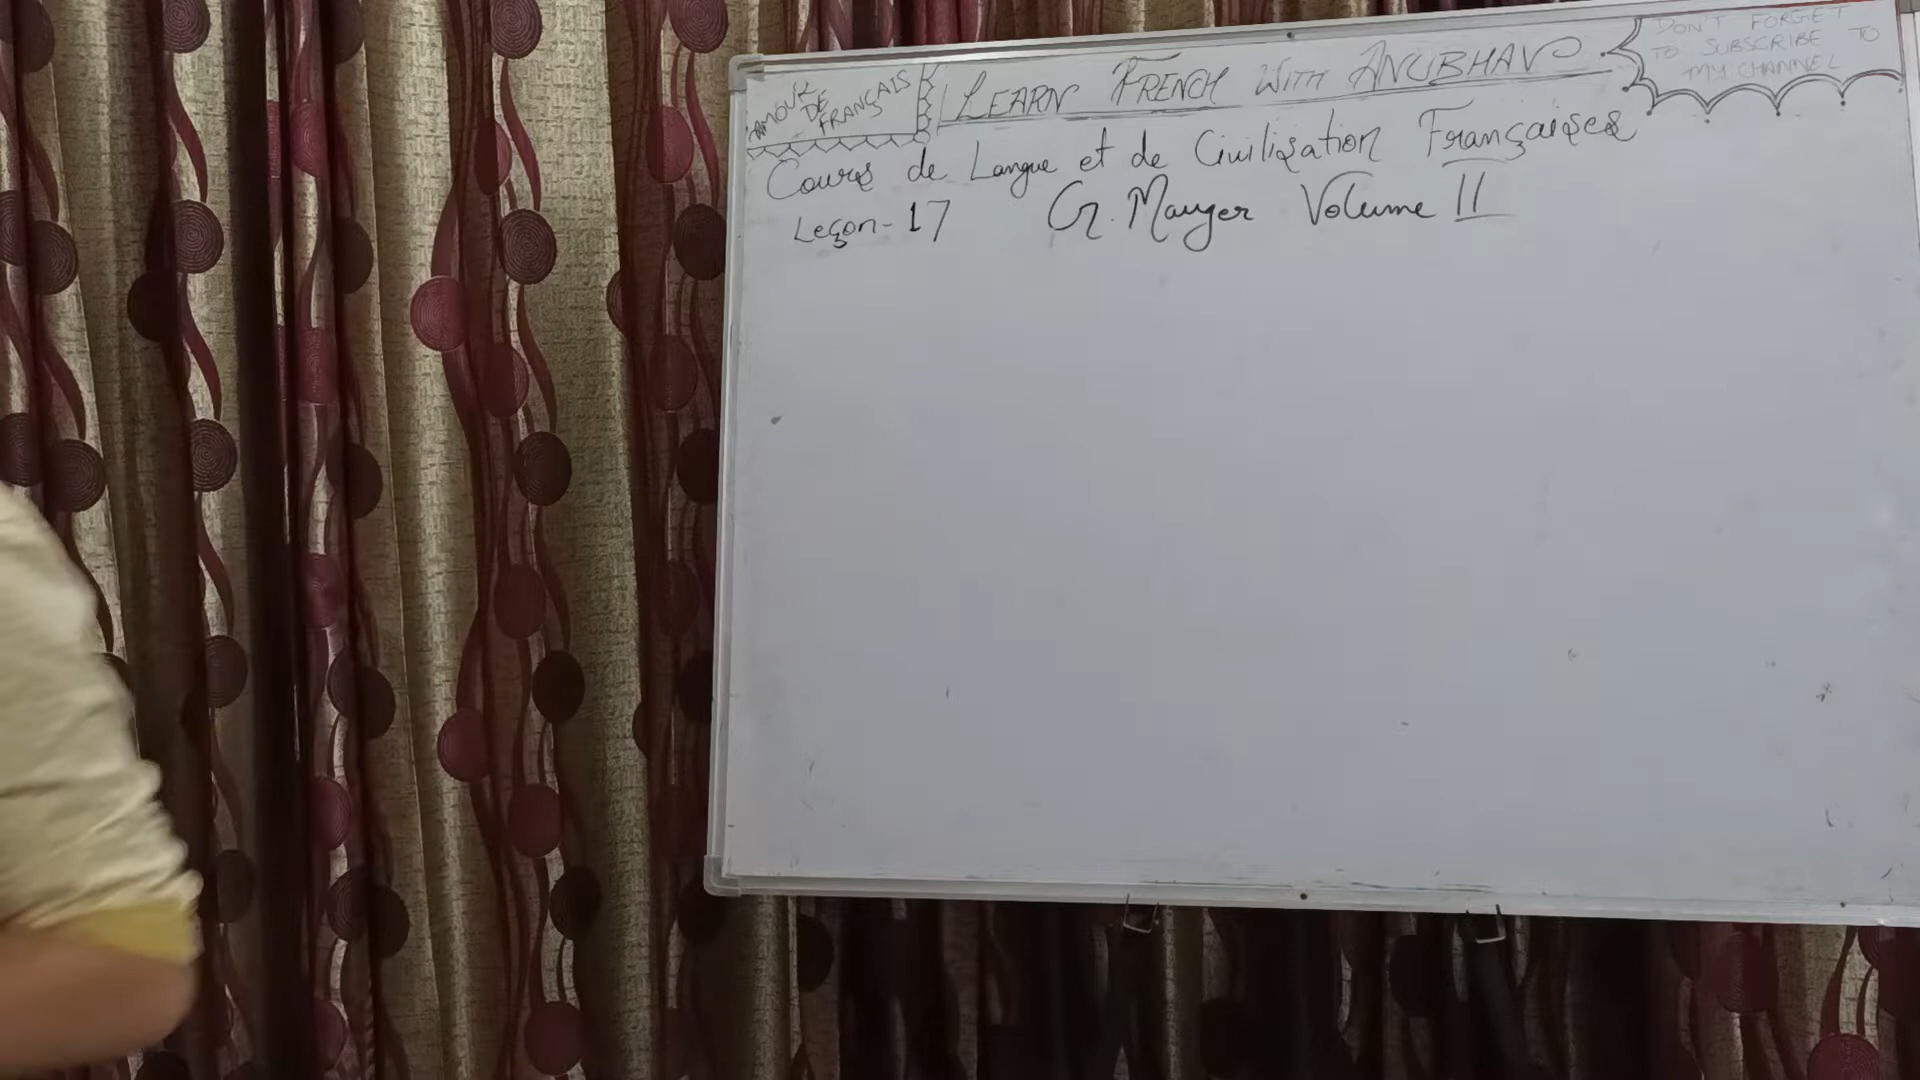 AMOUR
DE
FRANÇAIS
LEARN FRENCH WITH ANUBHAV
DON'T FORGET
TO SUBSCRIBE TO
MY CHANNEL
Cours de Langue et de Civilisation Françaises
Leçon-17 G. Mauger Volume II